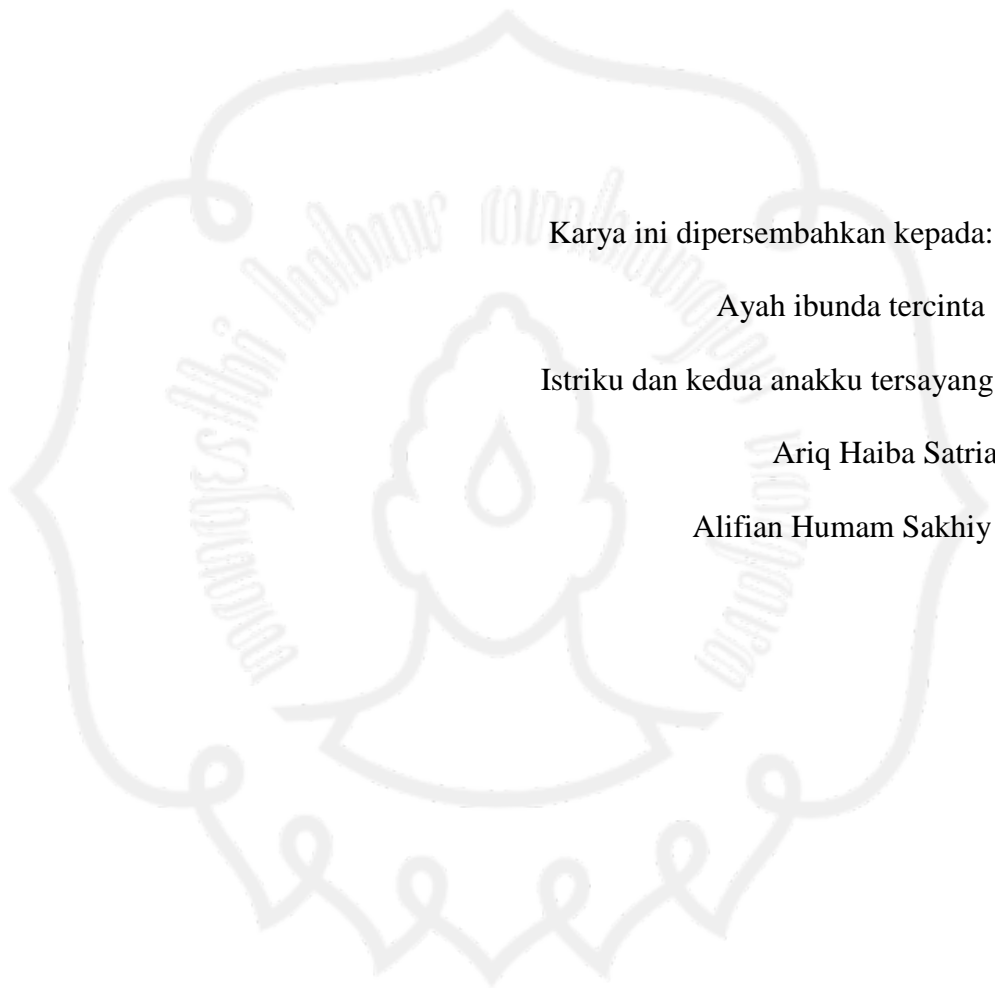 Karya ini dipersembahkan kepada:
Ayah ibunda tercinta
Istriku dan kedua anakku tersayang
Ariq Haiba Satria
Alifian Humam Sakhiy